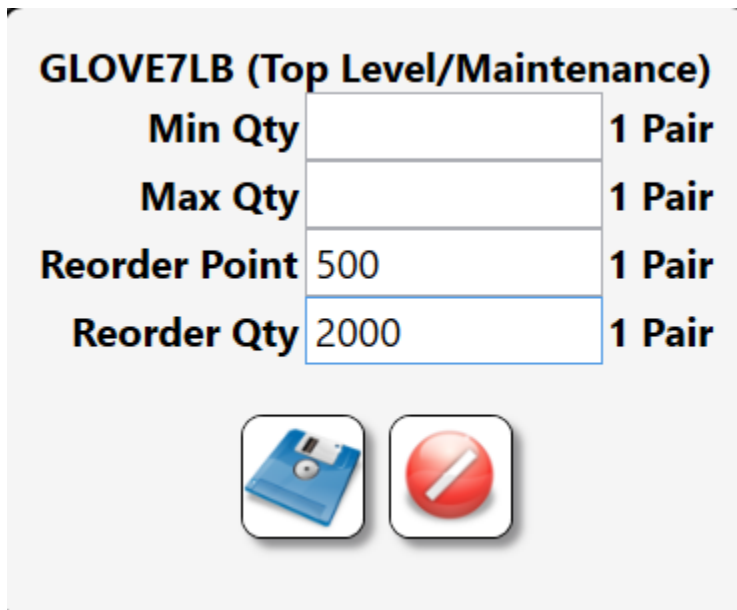 GLOVE7LB (Top Level/Maintenance)
Min Qty 1 Pair
Max Qty 1 Pair
Reorder Point 500 1 Pair
Reorder Qty 2000 1 Pair